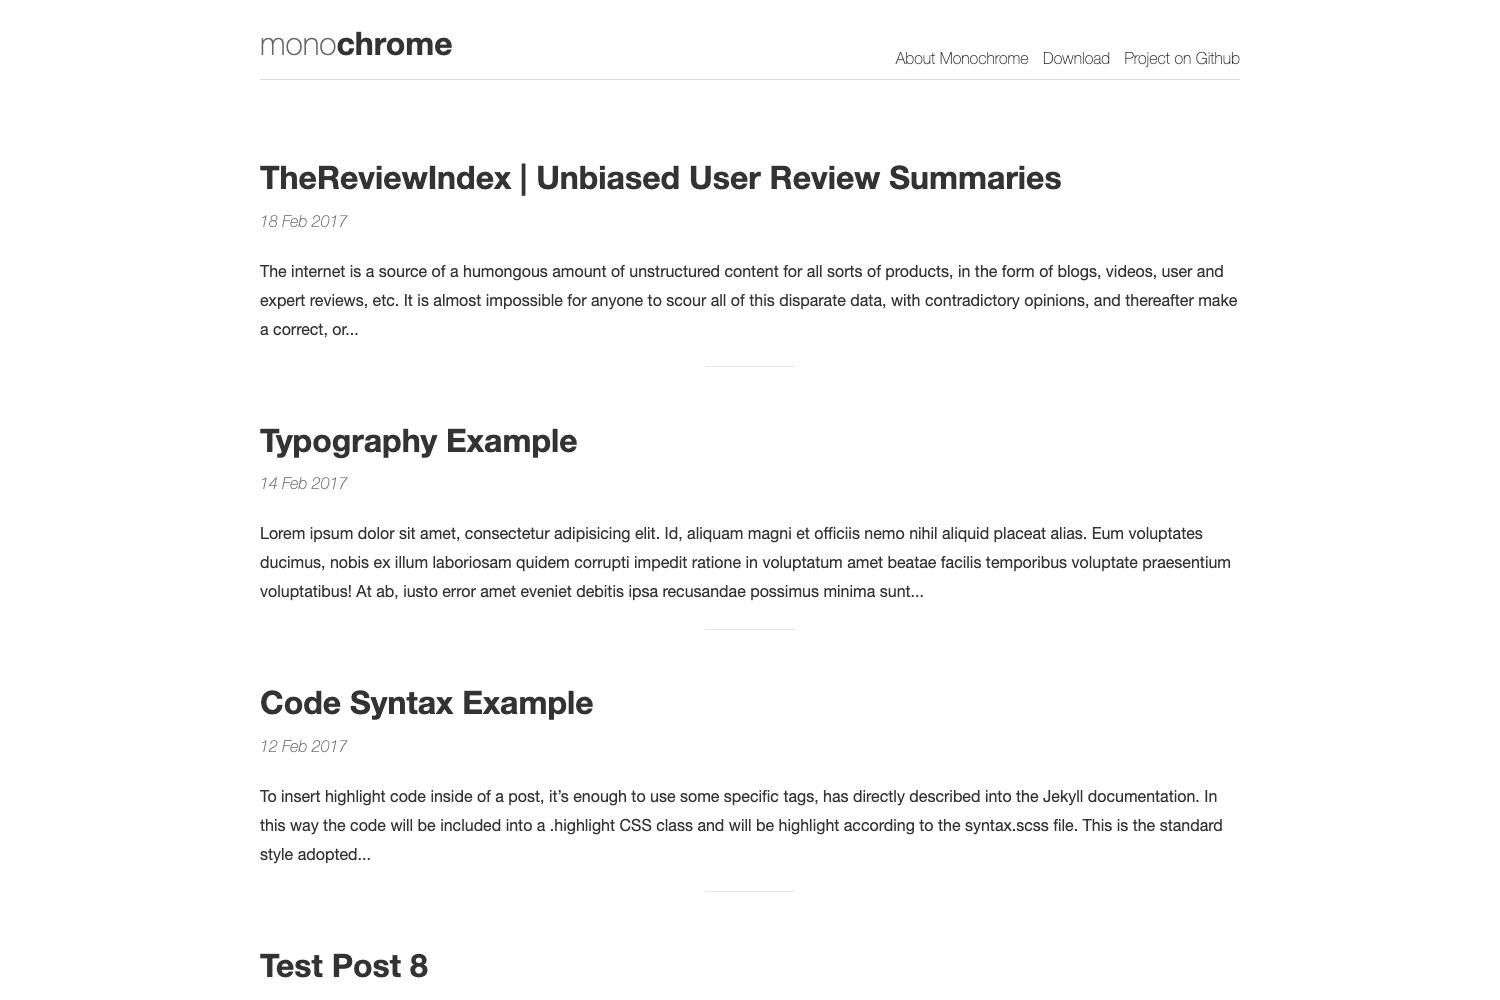 monochrome
About Monochrome Download Project on Github
TheReviewIndex | Unbiased User Review Summaries
18 Feb 2017
The internet is a source of a humongous amount of unstructured content for all sorts of products, in the form of blogs, videos, user and
expert reviews, etc. It is almost impossible for anyone to scour all of this disparate data, with contradictory opinions, and thereafter make
a correct, or...
Typography Example
14 Feb 2017
Lorem ipsum dolor sit amet, consectetur adipisicing elit. Id, aliquam magni et officiis nemo nihil aliquid placeat alias. Eum voluptates
ducimus, nobis ex illum laboriosam quidem corrupti impedit ratione in voluptatum amet beatae facilis temporibus voluptate praesentium
voluptatibus! At ab, iusto error amet eveniet debitis ipsa recusandae possimus minima sunt...
Code Syntax Example
12 Feb 2017
To insert highlight code inside of a post, it’s enough to use some specific tags, has directly described into the Jekyll documentation. In
this way the code will be included into a .highlight CSS class and will be highlight according to the syntax.scss file. This is the standard
style adopted...
Test Post 8